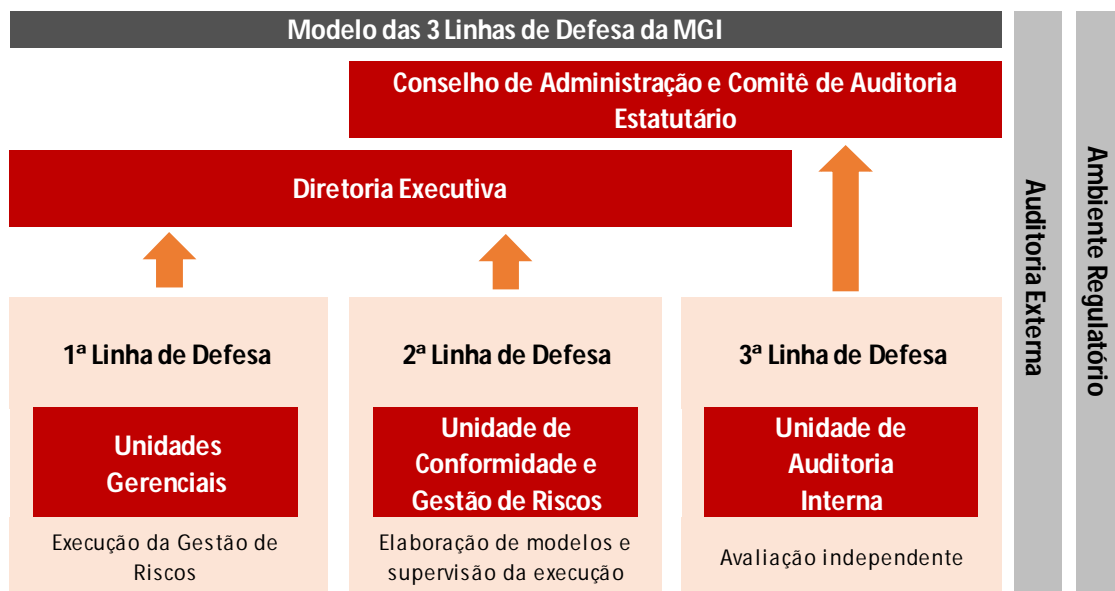 Modelo das 3 Linhas de Defesa da MGI
Conselho de Administração e Comitê de Auditoria
Estatutário
Diretoria Executiva
1ª Linha de Defesa
Unidades
Gerenciais
Execução da Gestão de
Riscos
2ª Linha de Defesa
Unidade de
Conformidade e
Gestão de Riscos
Elaboração de modelos e
supervisão da execução
3ª Linha de Defesa
Unidade de
Auditoria
Interna
Avaliação independente
Auditoria Externa
Ambiente Regulatório